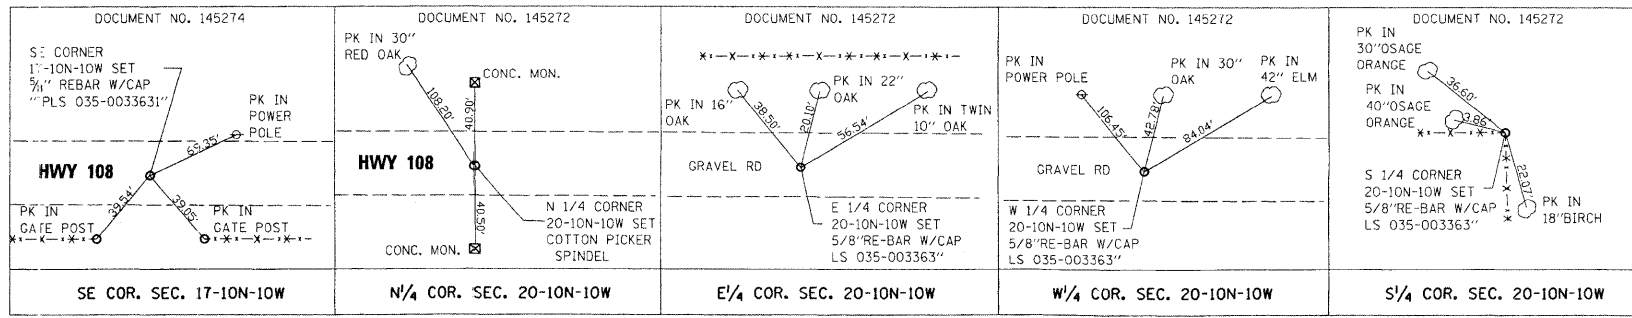 DOCUMENT NO. 145274
SE CORNER
17-10N-10W SET
REBAR W/CAP
"PLS 035-0033631"
PK IN
POWER
POLE
69.35'
HWY 108
39.54'
39.05'
PK IN
GATE POST
PK IN
GATE POST
SE COR. SEC. 17-10N-10W
DOCUMENT NO. 145272
PK IN 30"
RED OAK
CONC. MON.
108.20'
40.90'
HWY 108
40.50'
N 1/4 CORNER
20-10N-10W SET
COTTON PICKER
SPINDEL
CONC. MON.
N1/4 COR. SEC. 20-10N-10W
DOCUMENT NO. 145272
PK IN 16"
OAK
PK IN 22"
OAK
PK IN TWIN
10" OAK
38.50'
20.10'
56.54'
GRAVEL RD
E 1/4 CORNER
20-10N-10W SET
5/8"RE-BAR W/CAP
LS 035-003363"
E1/4 COR. SEC. 20-10N-10W
DOCUMENT NO. 145272
PK IN
POWER POLE
PK IN 30"
OAK
PK IN
42" ELM
106.45'
42.78'
84.04'
GRAVEL RD
W 1/4 CORNER
20-10N-10W SET
5/8"RE-BAR W/CAP
LS 035-003363"
W1/4 COR. SEC. 20-10N-10W
DOCUMENT NO. 145272
PK IN
30"OSAGE
ORANGE
36.60'
PK IN
40"OSAGE
ORANGE
3.86'
S 1/4 CORNER
20-10N-10W SET
5/8"RE-BAR W/CAP
LS 035-003363"
22.07'
PK IN
18"BIRCH
S1/4 COR. SEC. 20-10N-10W